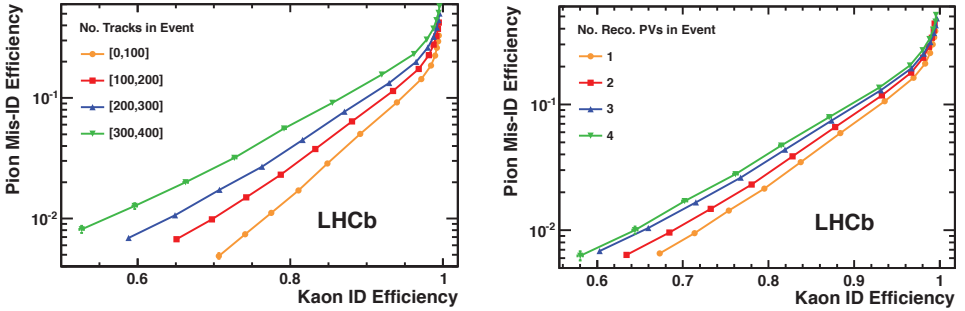 Pion Mis-ID Efficiency
No. Tracks in Event
[0,100]
[100,200]
[200,300]
[300,400]
10⁻¹
10⁻²
LHCb
0.6 0.8 1
Kaon ID Efficiency
Pion Mis-ID Efficiency
No. Reco. PVs in Event
1
2
3
4
10⁻¹
10⁻²
LHCb
0.6 0.7 0.8 0.9 1
Kaon ID Efficiency